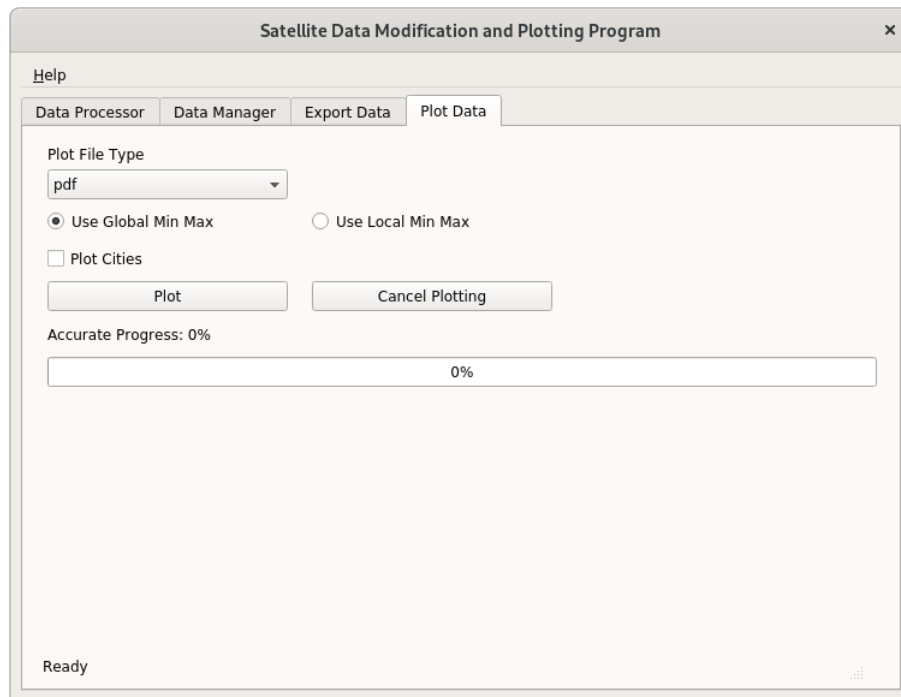 Satellite Data Modification and Plotting Program ×
Help
Data Processor Data Manager Export Data Plot Data
Plot File Type
pdf
Use Global Min Max Use Local Min Max
Plot Cities
Plot Cancel Plotting
Accurate Progress: 0%
0%
Ready